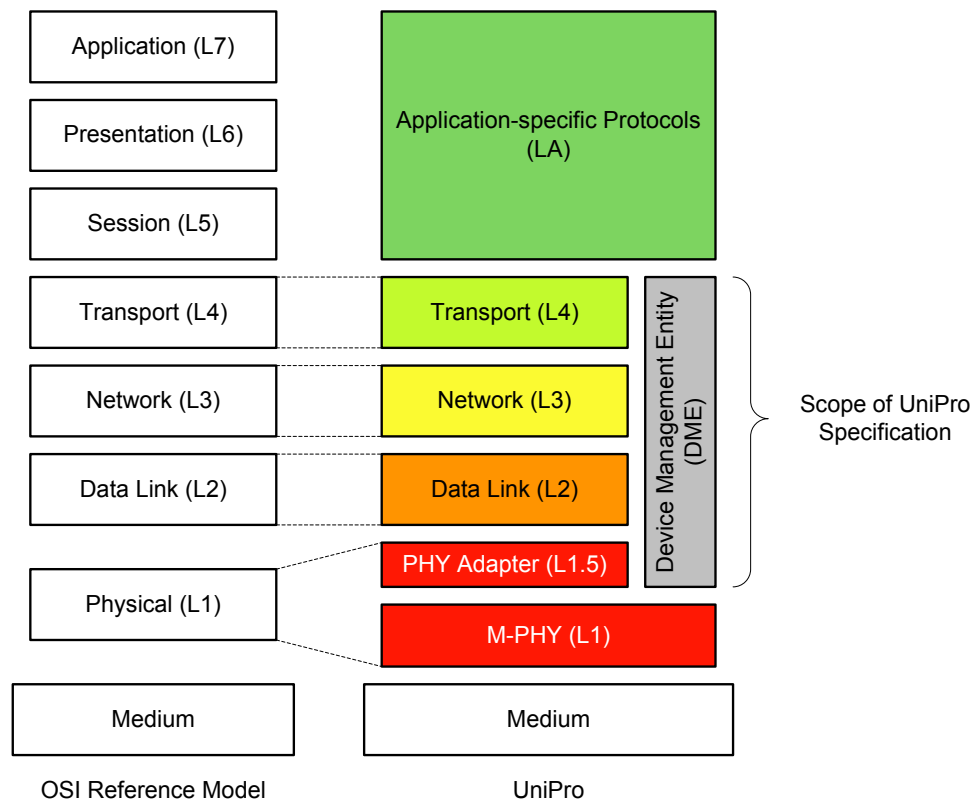 Application (L7)
Presentation (L6)
Session (L5)
Transport (L4)
Network (L3)
Data Link (L2)
Physical (L1)
Medium
OSI Reference Model
Application-specific Protocols
(LA)
Transport (L4)
Network (L3)
Data Link (L2)
PHY Adapter (L1.5)
M-PHY (L1)
Medium
UniPro
Device Management Entity
(DME)
Scope of UniPro
Specification